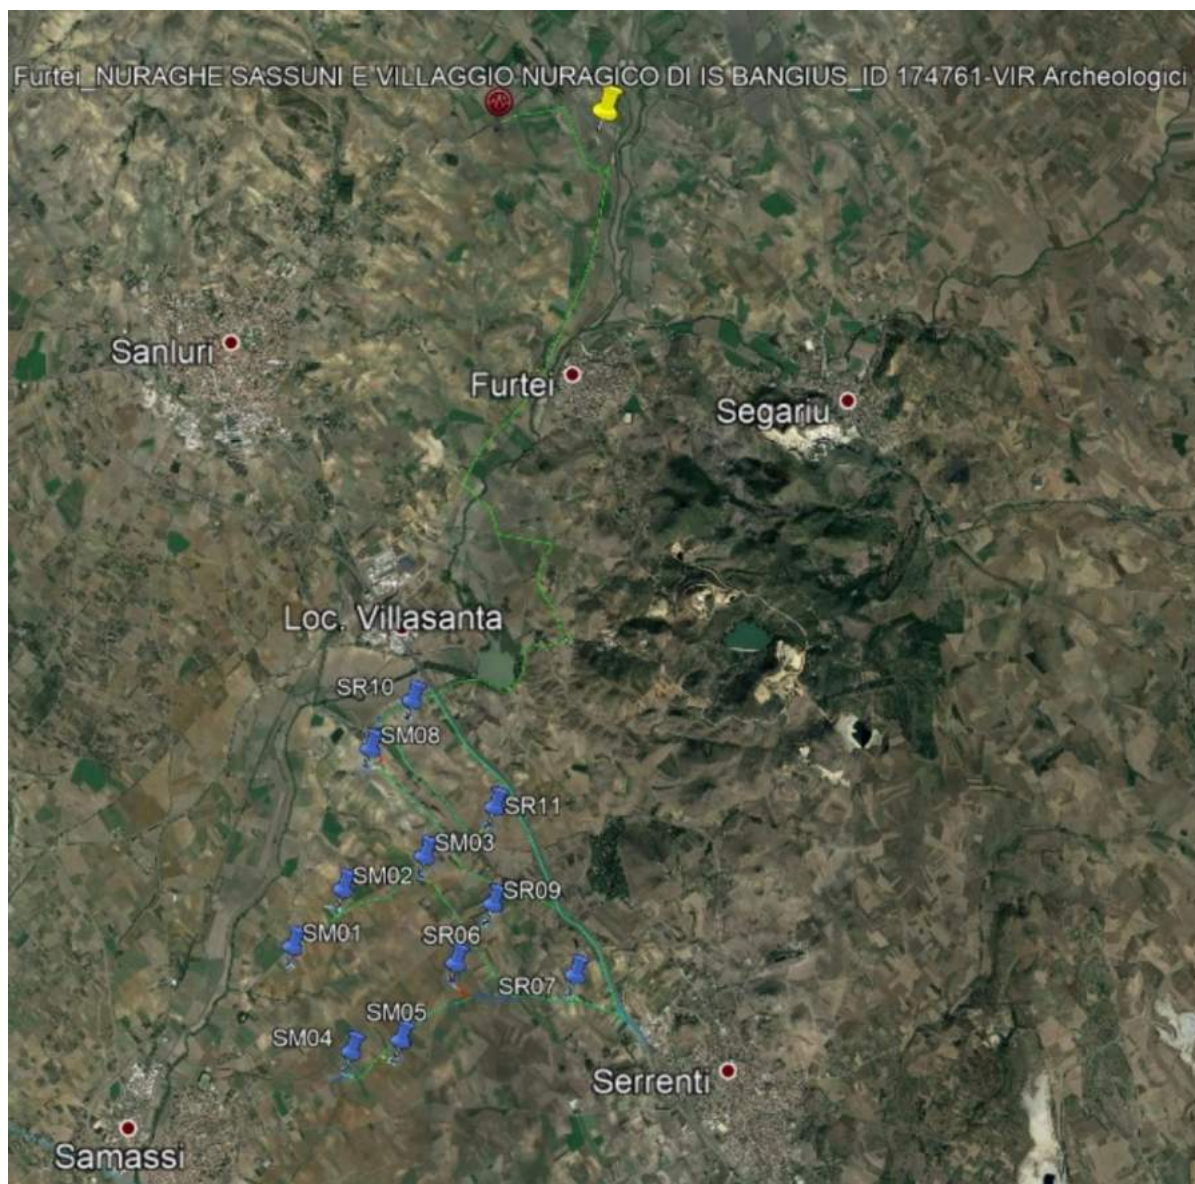 Furtei_NURAGHE SASSUNI E VILLAGGIO NURAGICO DI IS BANGIUS_ID 174761-VIR Archeologici
Sanluri
Furtei
Segariu
Loc. Villasanta
SR10
SM08
SR11
SM03
SM02
SR09
SM01
SR06
SR07
SM05
SM04
Serrenti
Samassi